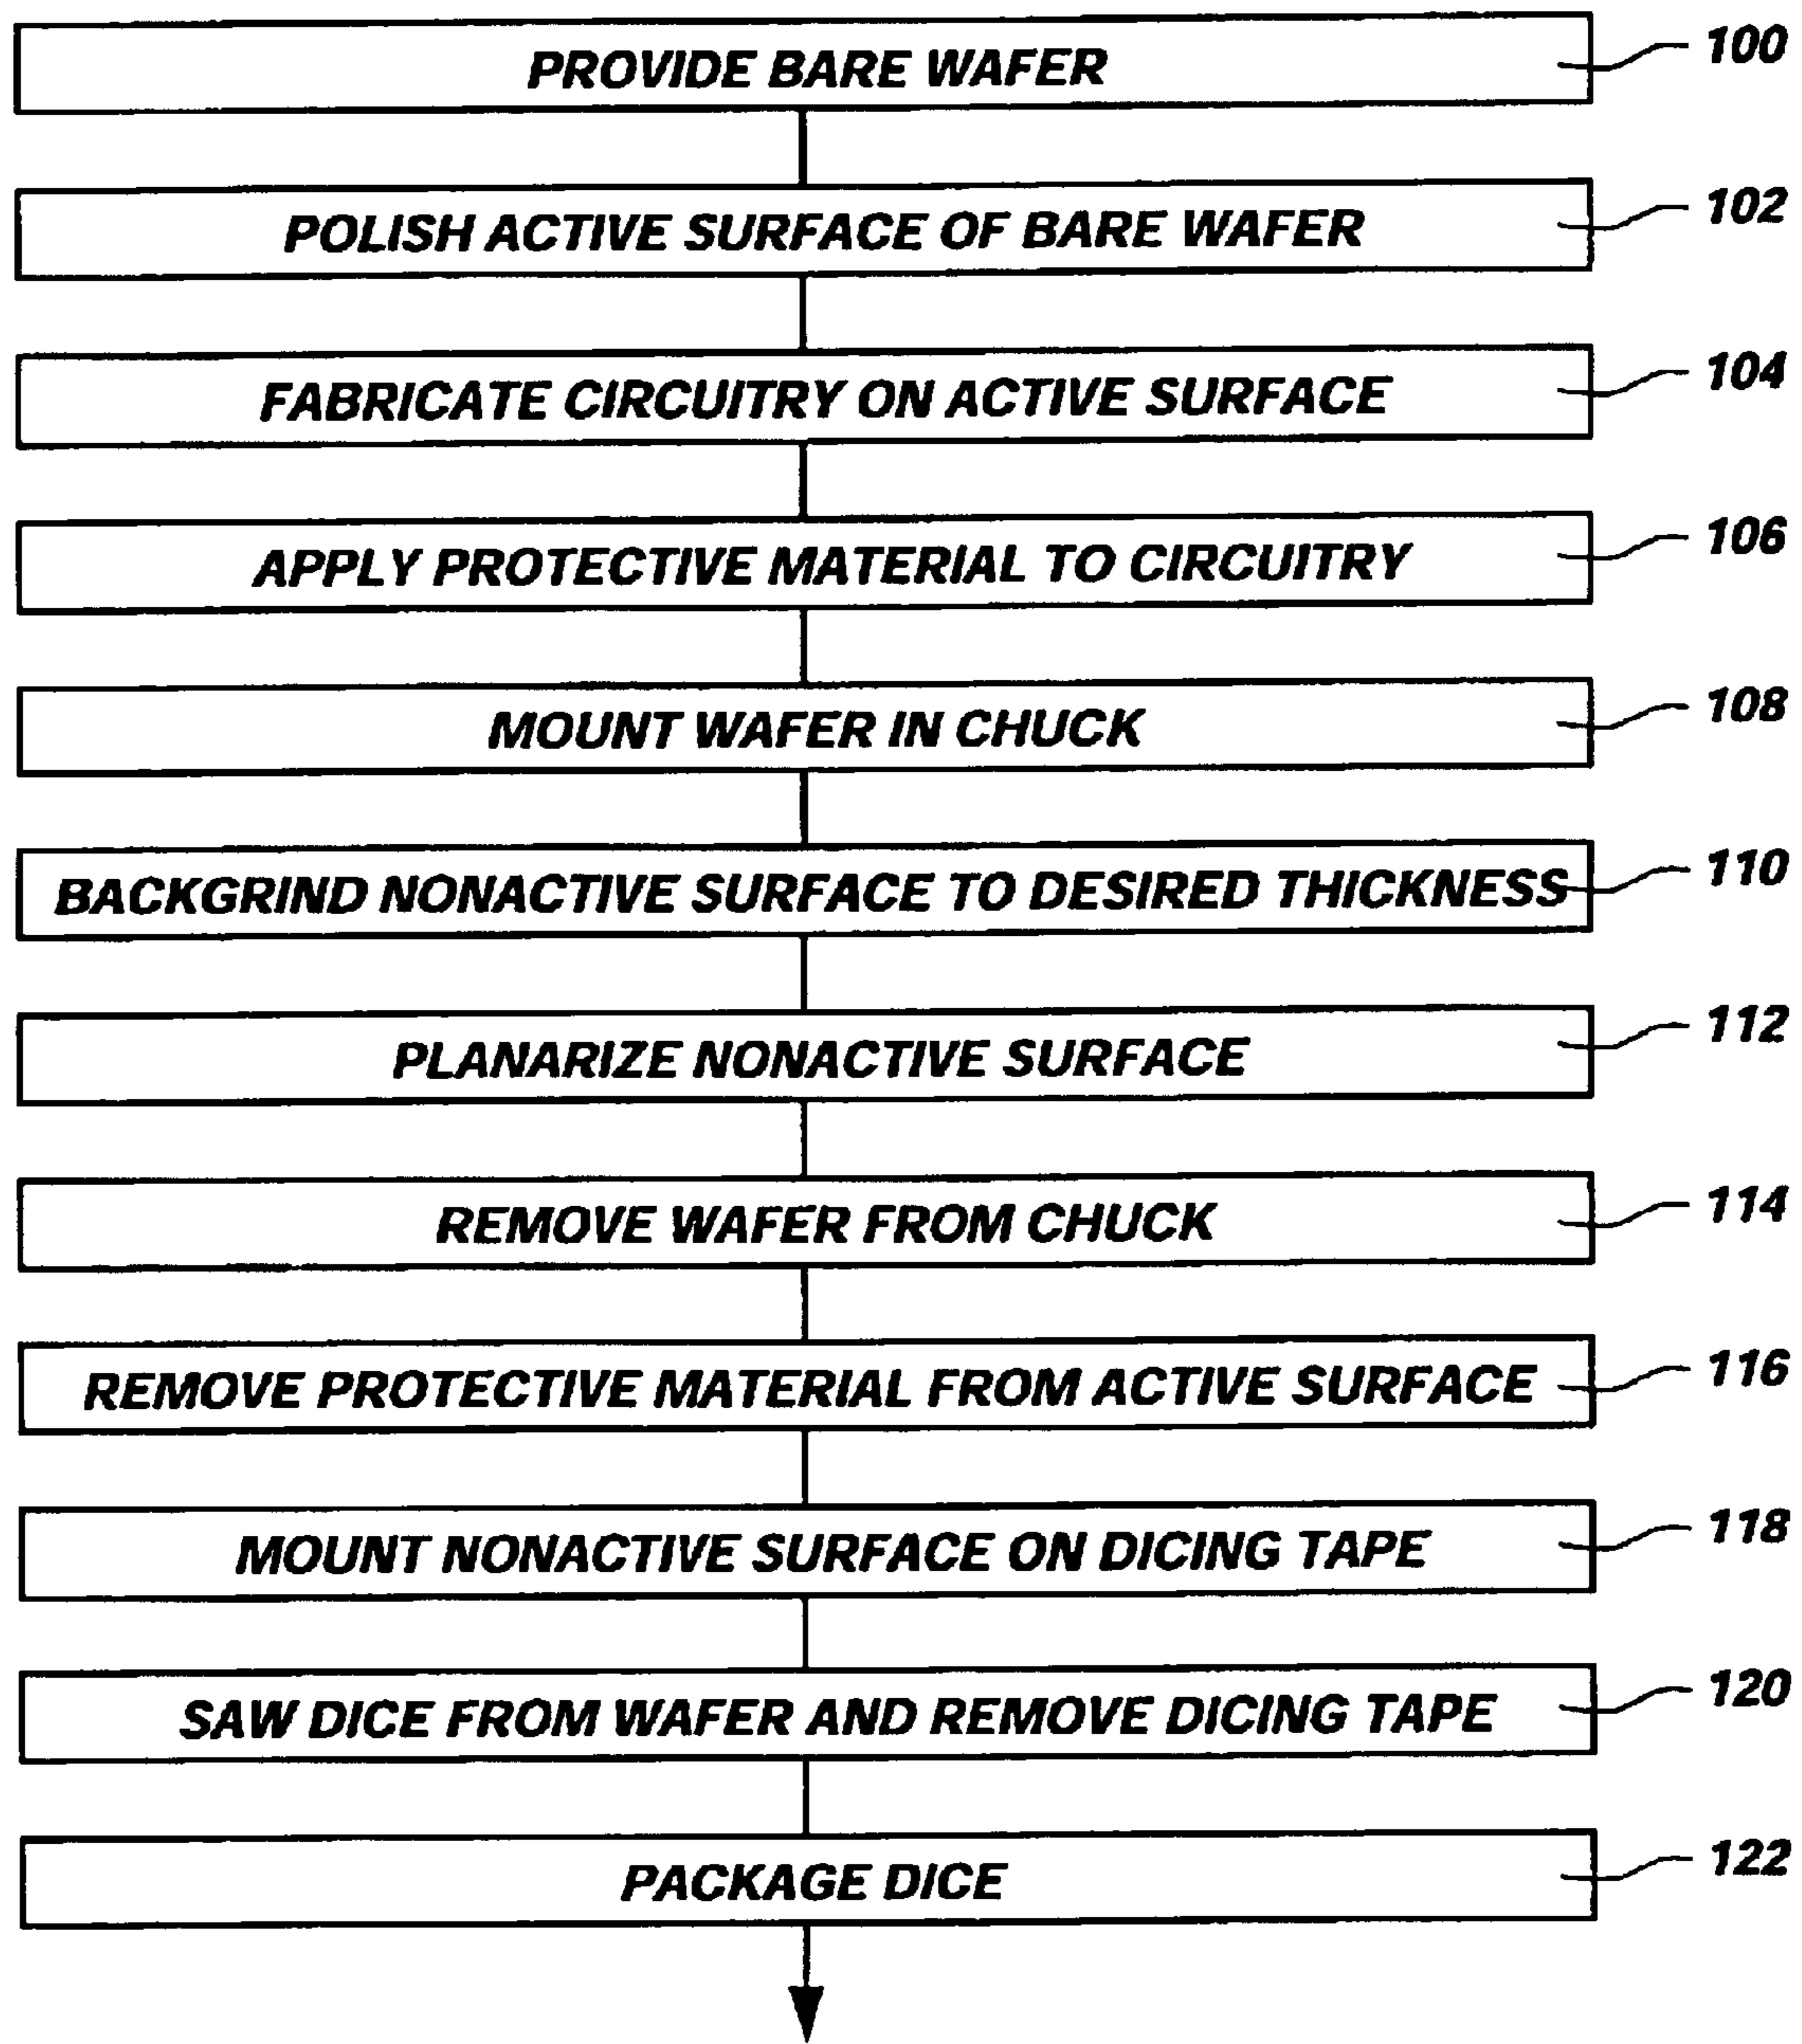 PROVIDE BARE WAFER 100
POLISH ACTIVE SURFACE OF BARE WAFER 102
FABRICATE CIRCUITRY ON ACTIVE SURFACE 104
APPLY PROTECTIVE MATERIAL TO CIRCUITRY 106
MOUNT WAFER IN CHUCK 108
BACKGRIND NONACTIVE SURFACE TO DESIRED THICKNESS 110
PLANARIZE NONACTIVE SURFACE 112
REMOVE WAFER FROM CHUCK 114
REMOVE PROTECTIVE MATERIAL FROM ACTIVE SURFACE 116
MOUNT NONACTIVE SURFACE ON DICING TAPE 118
SAW DICE FROM WAFER AND REMOVE DICING TAPE 120
PACKAGE DICE 122